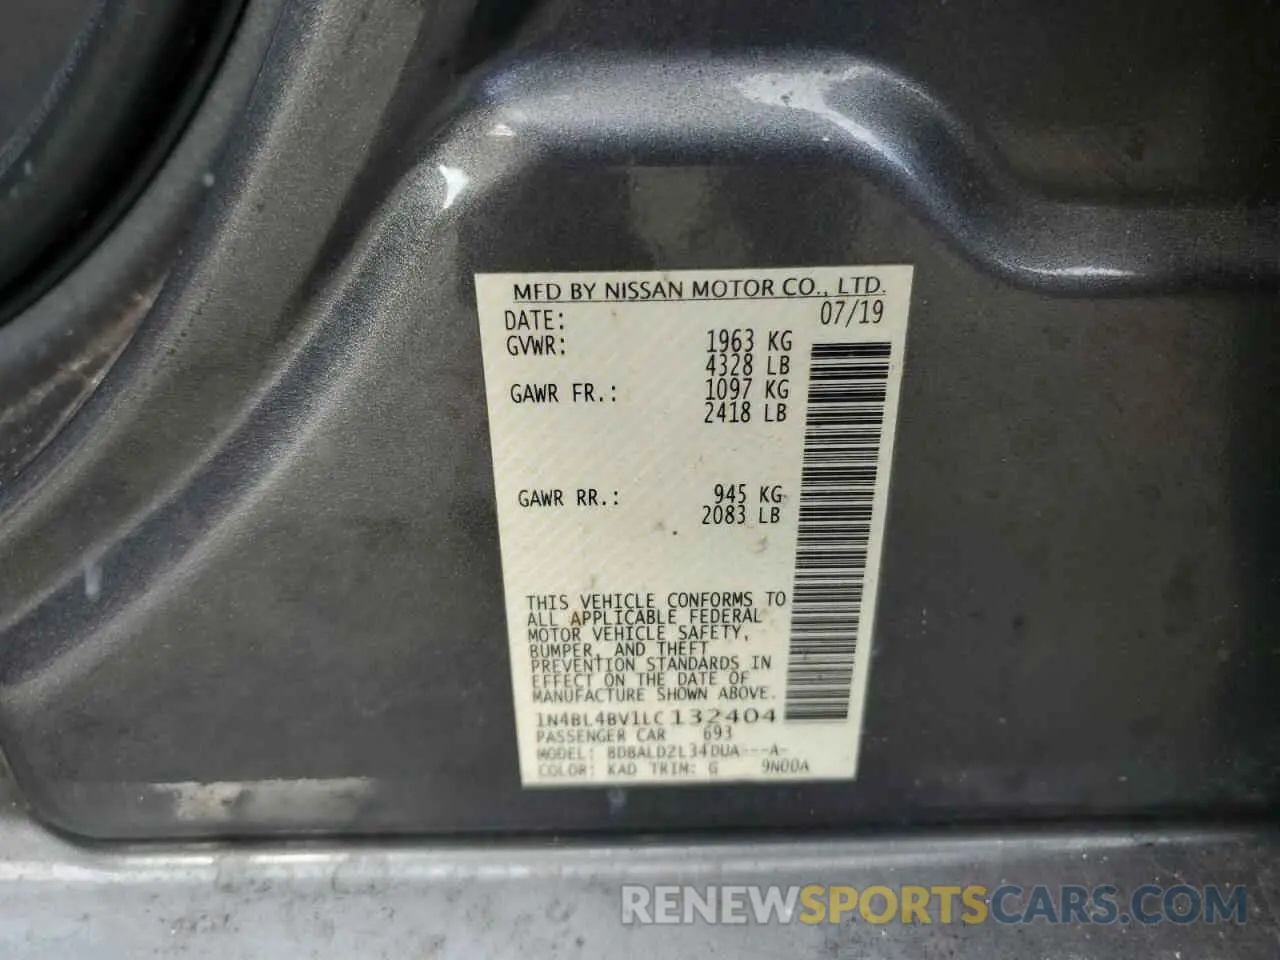 MFD BY NISSAN MOTOR CO., LTD.
DATE: 07/19
GVWR: 1963 KG
4328 LB
GAWR FR.: 1097 KG
2418 LB
GAWR RR.: 945 KG
2083 LB
THIS VEHICLE CONFORMS TO
ALL APPLICABLE FEDERAL
MOTOR VEHICLE SAFETY,
BUMPER, AND THEFT
PREVENTION STANDARDS IN
EFFECT ON THE DATE OF
MANUFACTURE SHOWN ABOVE.
1N4BL4BV1LC132404
PASSENGER CAR 693
MODEL: BDBALDZL34DUA---A-
COLOR: KAD TRIM: G 9N00A
RENEWSPORTSCARS.COM